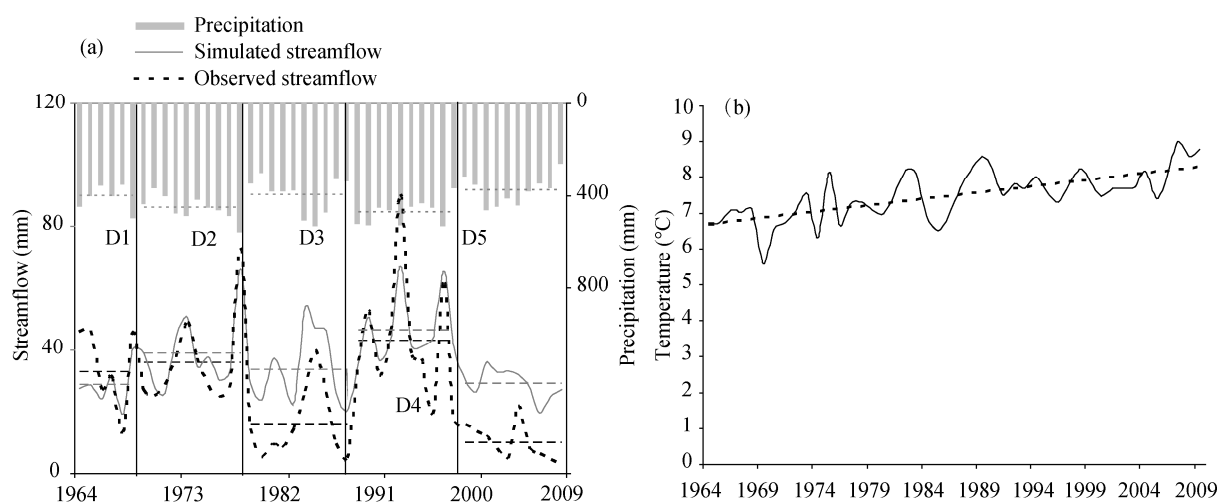 (a)
Precipitation
Simulated streamflow
Observed streamflow
120
80
40
0
Streamflow (mm)
0
400
800
Precipitation (mm)
D1
D2
D3
D4
D5
1964 1973 1982 1991 2000 2009
(b)
10
9
8
7
6
5
4
3
2
1
0
Temperature (°C)
1964 1969 1974 1979 1984 1989 1994 1999 2004 2009